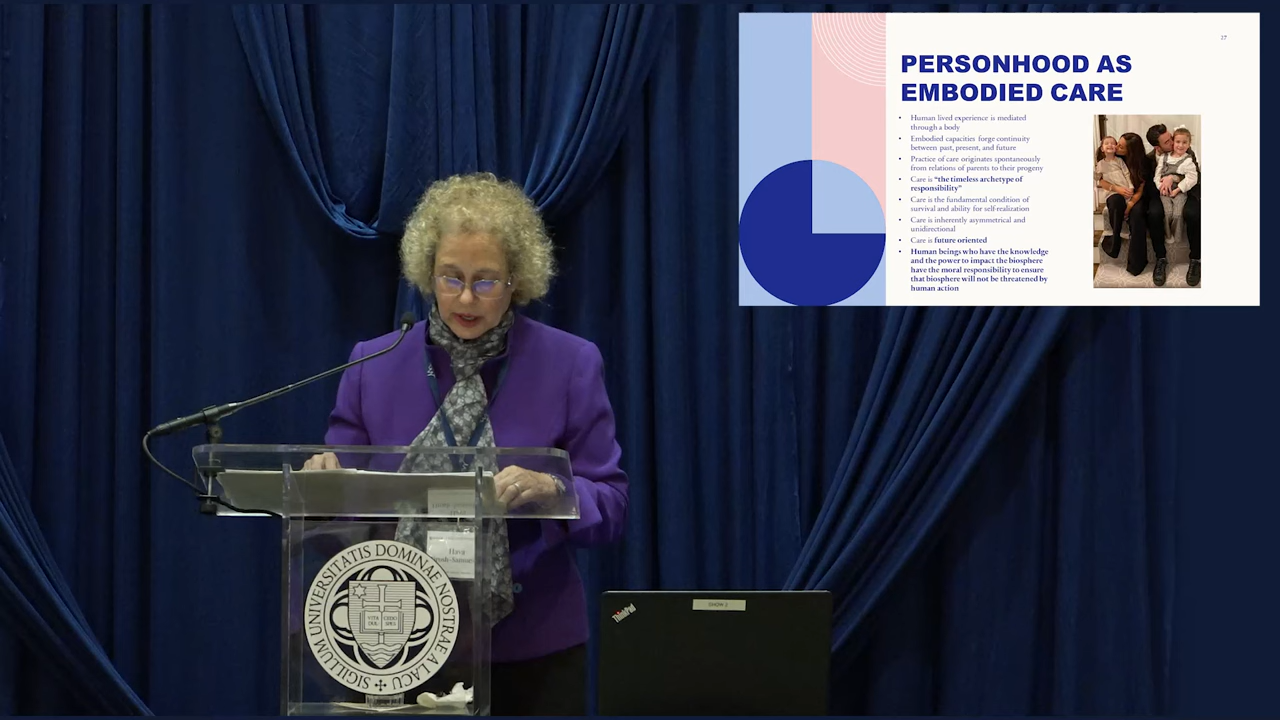 17
PERSONHOOD AS
EMBODIED CARE
• Human lived experience is mediated
through a body
• Embodied capacities forge continuity
between past, present, and future
• Practice of care originates spontaneously
from relations of parents to their progeny
• Care is “the timeless archetype of
responsibility”
• Care is the fundamental condition of
survival and ability for self-realization
• Care is inherently asymmetrical and
unidirectional
• Care is future oriented
• Human beings who have the knowledge
and the power to impact the biosphere
have the moral responsibility to ensure
that biosphere will not be threatened by
human action
SIGILLUM UNIVERSITATIS DOMINAE NOSTRAE A LACU
VITA CEDO
DUL SPES
ThinkPad